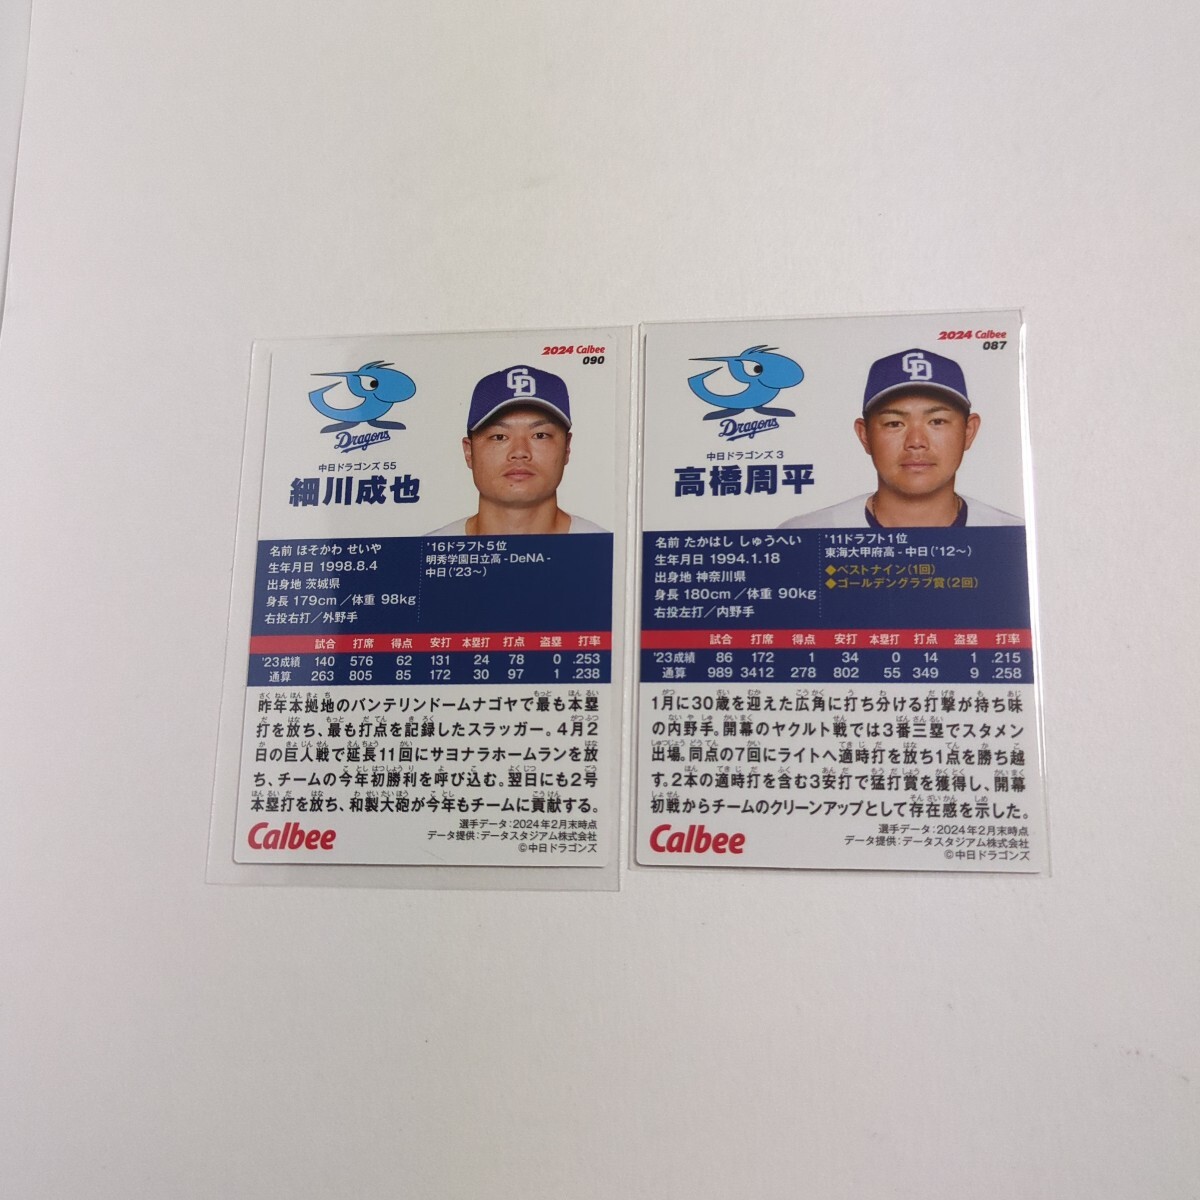 2024 Calbee
090
CD
Dragons
中日ドラゴンズ 55
細川成也
名前 ほそかわ せいや
生年月日 1998.8.4
出身地 茨城県
身長 179cm／体重 98kg
右投右打／外野手
'16ドラフト5位
明秀学園日立高-DeNA-
中日('23～)
試合 打席 得点 安打 本塁打 打点 盗塁 打率
'23成績 140 576 62 131 24 78 0 .253
通算 263 805 85 172 30 97 1 .238
昨年本拠地のバンテリンドームナゴヤで最も本塁
打を放ち、最も打点を記録したスラッガー。4月2
日の巨人戦で延長11回にサヨナラホームランを放
ち、チームの今年初勝利を呼び込む。翌日にも2号
本塁打を放ち、和製大砲が今年もチームに貢献する。
Calbee
選手データ：2024年2月末時点
データ提供：データスタジアム株式会社
©中日ドラゴンズ
2024 Calbee
087
CD
Dragons
中日ドラゴンズ 3
高橋周平
名前 たかはし しゅうへい
生年月日 1994.1.18
出身地 神奈川県
身長 180cm／体重 90kg
右投左打／内野手
'11ドラフト1位
東海大甲府高-中日('12～)
◆ベストナイン(1回)
◆ゴールデングラブ賞(2回)
試合 打席 得点 安打 本塁打 打点 盗塁 打率
'23成績 86 172 1 34 0 14 1 .215
通算 989 3412 278 802 55 349 9 .258
1月に30歳を迎えた広角に打ち分ける打撃が持ち味
の内野手。開幕のヤクルト戦では3番三塁でスタメン
出場。同点の7回にライトへ適時打を放ち1点を勝ち越
す。2本の適時打を含む3安打で猛打賞を獲得し、開幕
初戦からチームのクリーンアップとして存在感を示した。
Calbee
選手データ：2024年2月末時点
データ提供：データスタジアム株式会社
©中日ドラゴンズ